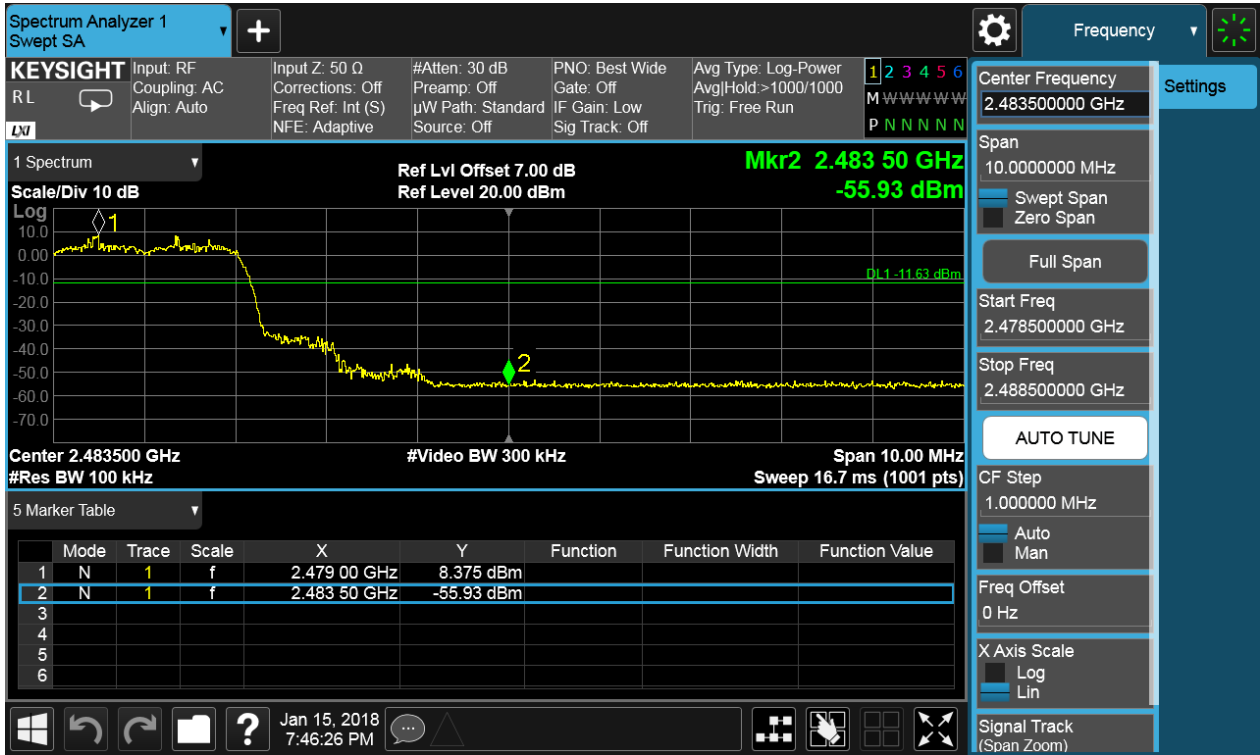 Spectrum Analyzer 1
Swept SA
+
Frequency
KEYSIGHT
RL
LXI
Input: RF
Coupling: AC
Align: Auto
Input Z: 50 Ω
Corrections: Off
Freq Ref: Int (S)
NFE: Adaptive
#Atten: 30 dB
Preamp: Off
µW Path: Standard
Source: Off
PNO: Best Wide
Gate: Off
IF Gain: Low
Sig Track: Off
Avg Type: Log-Power
Avg|Hold:>1000/1000
Trig: Free Run
1 2 3 4 5 6
M W W W W W
P N N N N N
1 Spectrum
Scale/Div 10 dB
Ref Lvl Offset 7.00 dB
Ref Level 20.00 dBm
Mkr2 2.483 50 GHz
-55.93 dBm
Log
10.0
0.00
-10.0
-20.0
-30.0
-40.0
-50.0
-60.0
-70.0
1
DL1 -11.63 dBm
2
Center 2.483500 GHz
#Res BW 100 kHz
#Video BW 300 kHz
Span 10.00 MHz
Sweep 16.7 ms (1001 pts)
5 Marker Table
Mode Trace Scale X Y Function Function Width Function Value
1 N 1 f 2.479 00 GHz 8.375 dBm
2 N 1 f 2.483 50 GHz -55.93 dBm
3
4
5
6
Center Frequency
2.483500000 GHz
Settings
Span
10.0000000 MHz
Swept Span
Zero Span
Full Span
Start Freq
2.478500000 GHz
Stop Freq
2.488500000 GHz
AUTO TUNE
CF Step
1.000000 MHz
Auto
Man
Freq Offset
0 Hz
X Axis Scale
Log
Lin
Signal Track
(Span Zoom)
?
Jan 15, 2018
7:46:26 PM